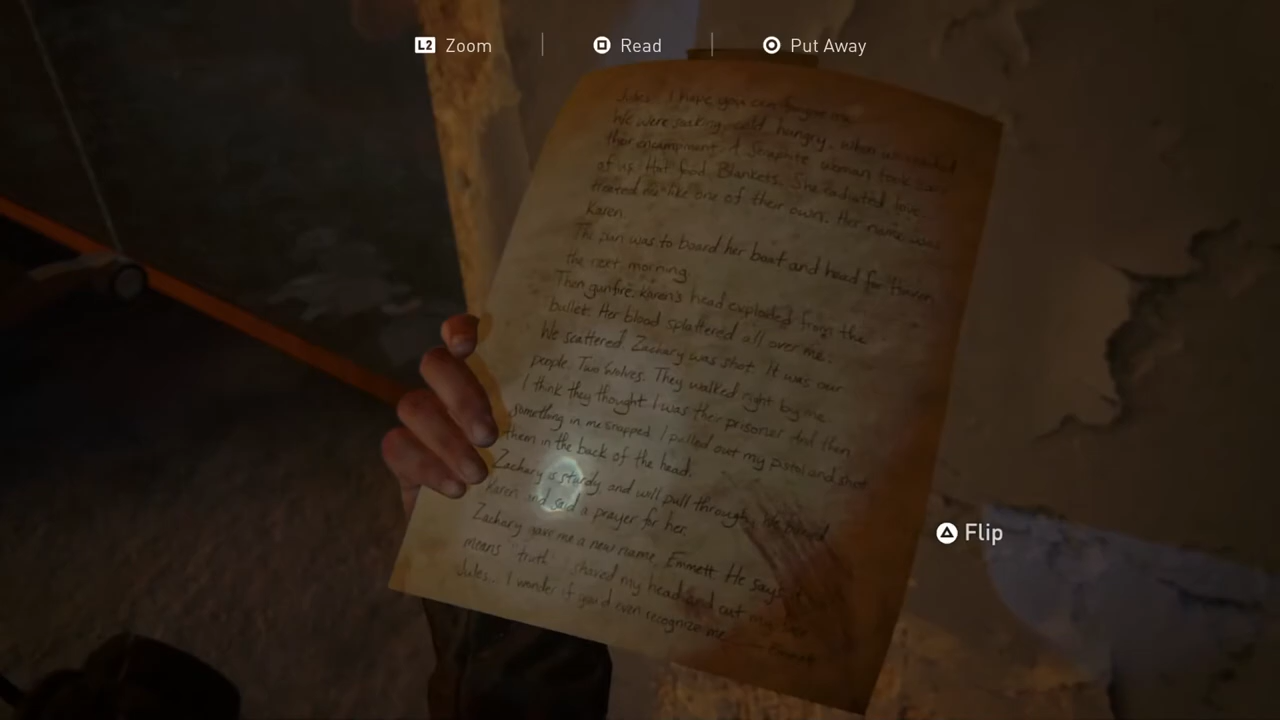 L2 Zoom
Read
Put Away
Jules... I hope you can forgive me.
We were soaking, cold, hungry, when we
their encampment. A Seraphite woman took care
of us. Hot food. Blankets. She radiated love,
treated me like one of their own. Her name was
Karen.
The plan was to board her boat and head for Haven
the next morning.
Then gunfire. Karen's head exploded from the
bullet. Her blood splattered all over me.
We scattered. Zachary was shot. It was our
people. Two Wolves. They walked right by me.
I think they thought I was their prisoner. And then
something in me snapped. I pulled out my pistol and shot
them in the back of the head.
Zachary is sturdy and will pull through. He buried
Karen and said a prayer for her.
Zachary gave me a new name, Emmett. He says it
means "truth". I shaved my head and cut my face
Jules... I wonder if you'd even recognize me.
— Emmett
Flip